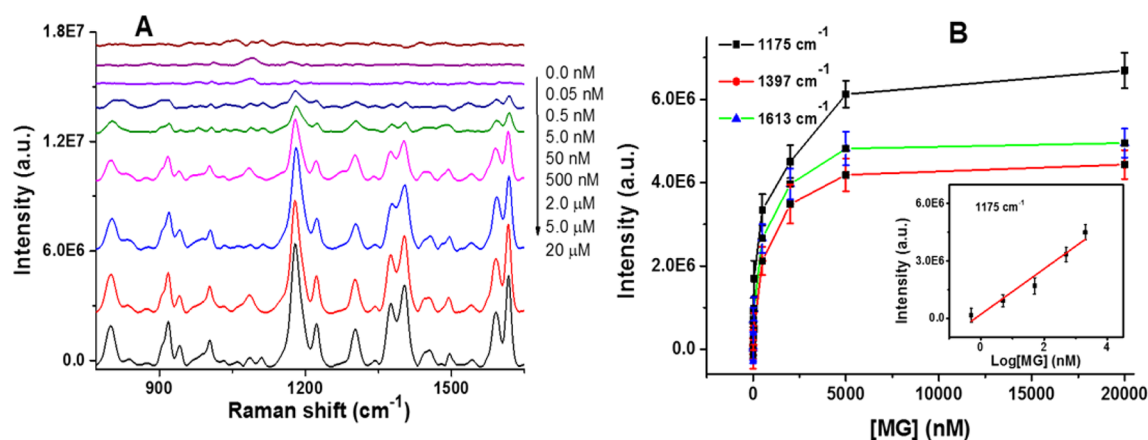 A
1.8E7
1.2E7
6.0E6
0.0
Intensity (a.u.)
900
1200
1500
Raman shift (cm⁻¹)
0.0 nM
0.05 nM
0.5 nM
5.0 nM
50 nM
500 nM
2.0 µM
5.0 µM
20 µM
B
1175 cm⁻¹
1397 cm⁻¹
1613 cm⁻¹
6.0E6
4.0E6
2.0E6
0.0
Intensity (a.u.)
0
5000
10000
15000
20000
[MG] (nM)
1175 cm⁻¹
6.0E6
3.0E6
0.0
Intensity (a.u.)
0
2
4
Log[MG] (nM)